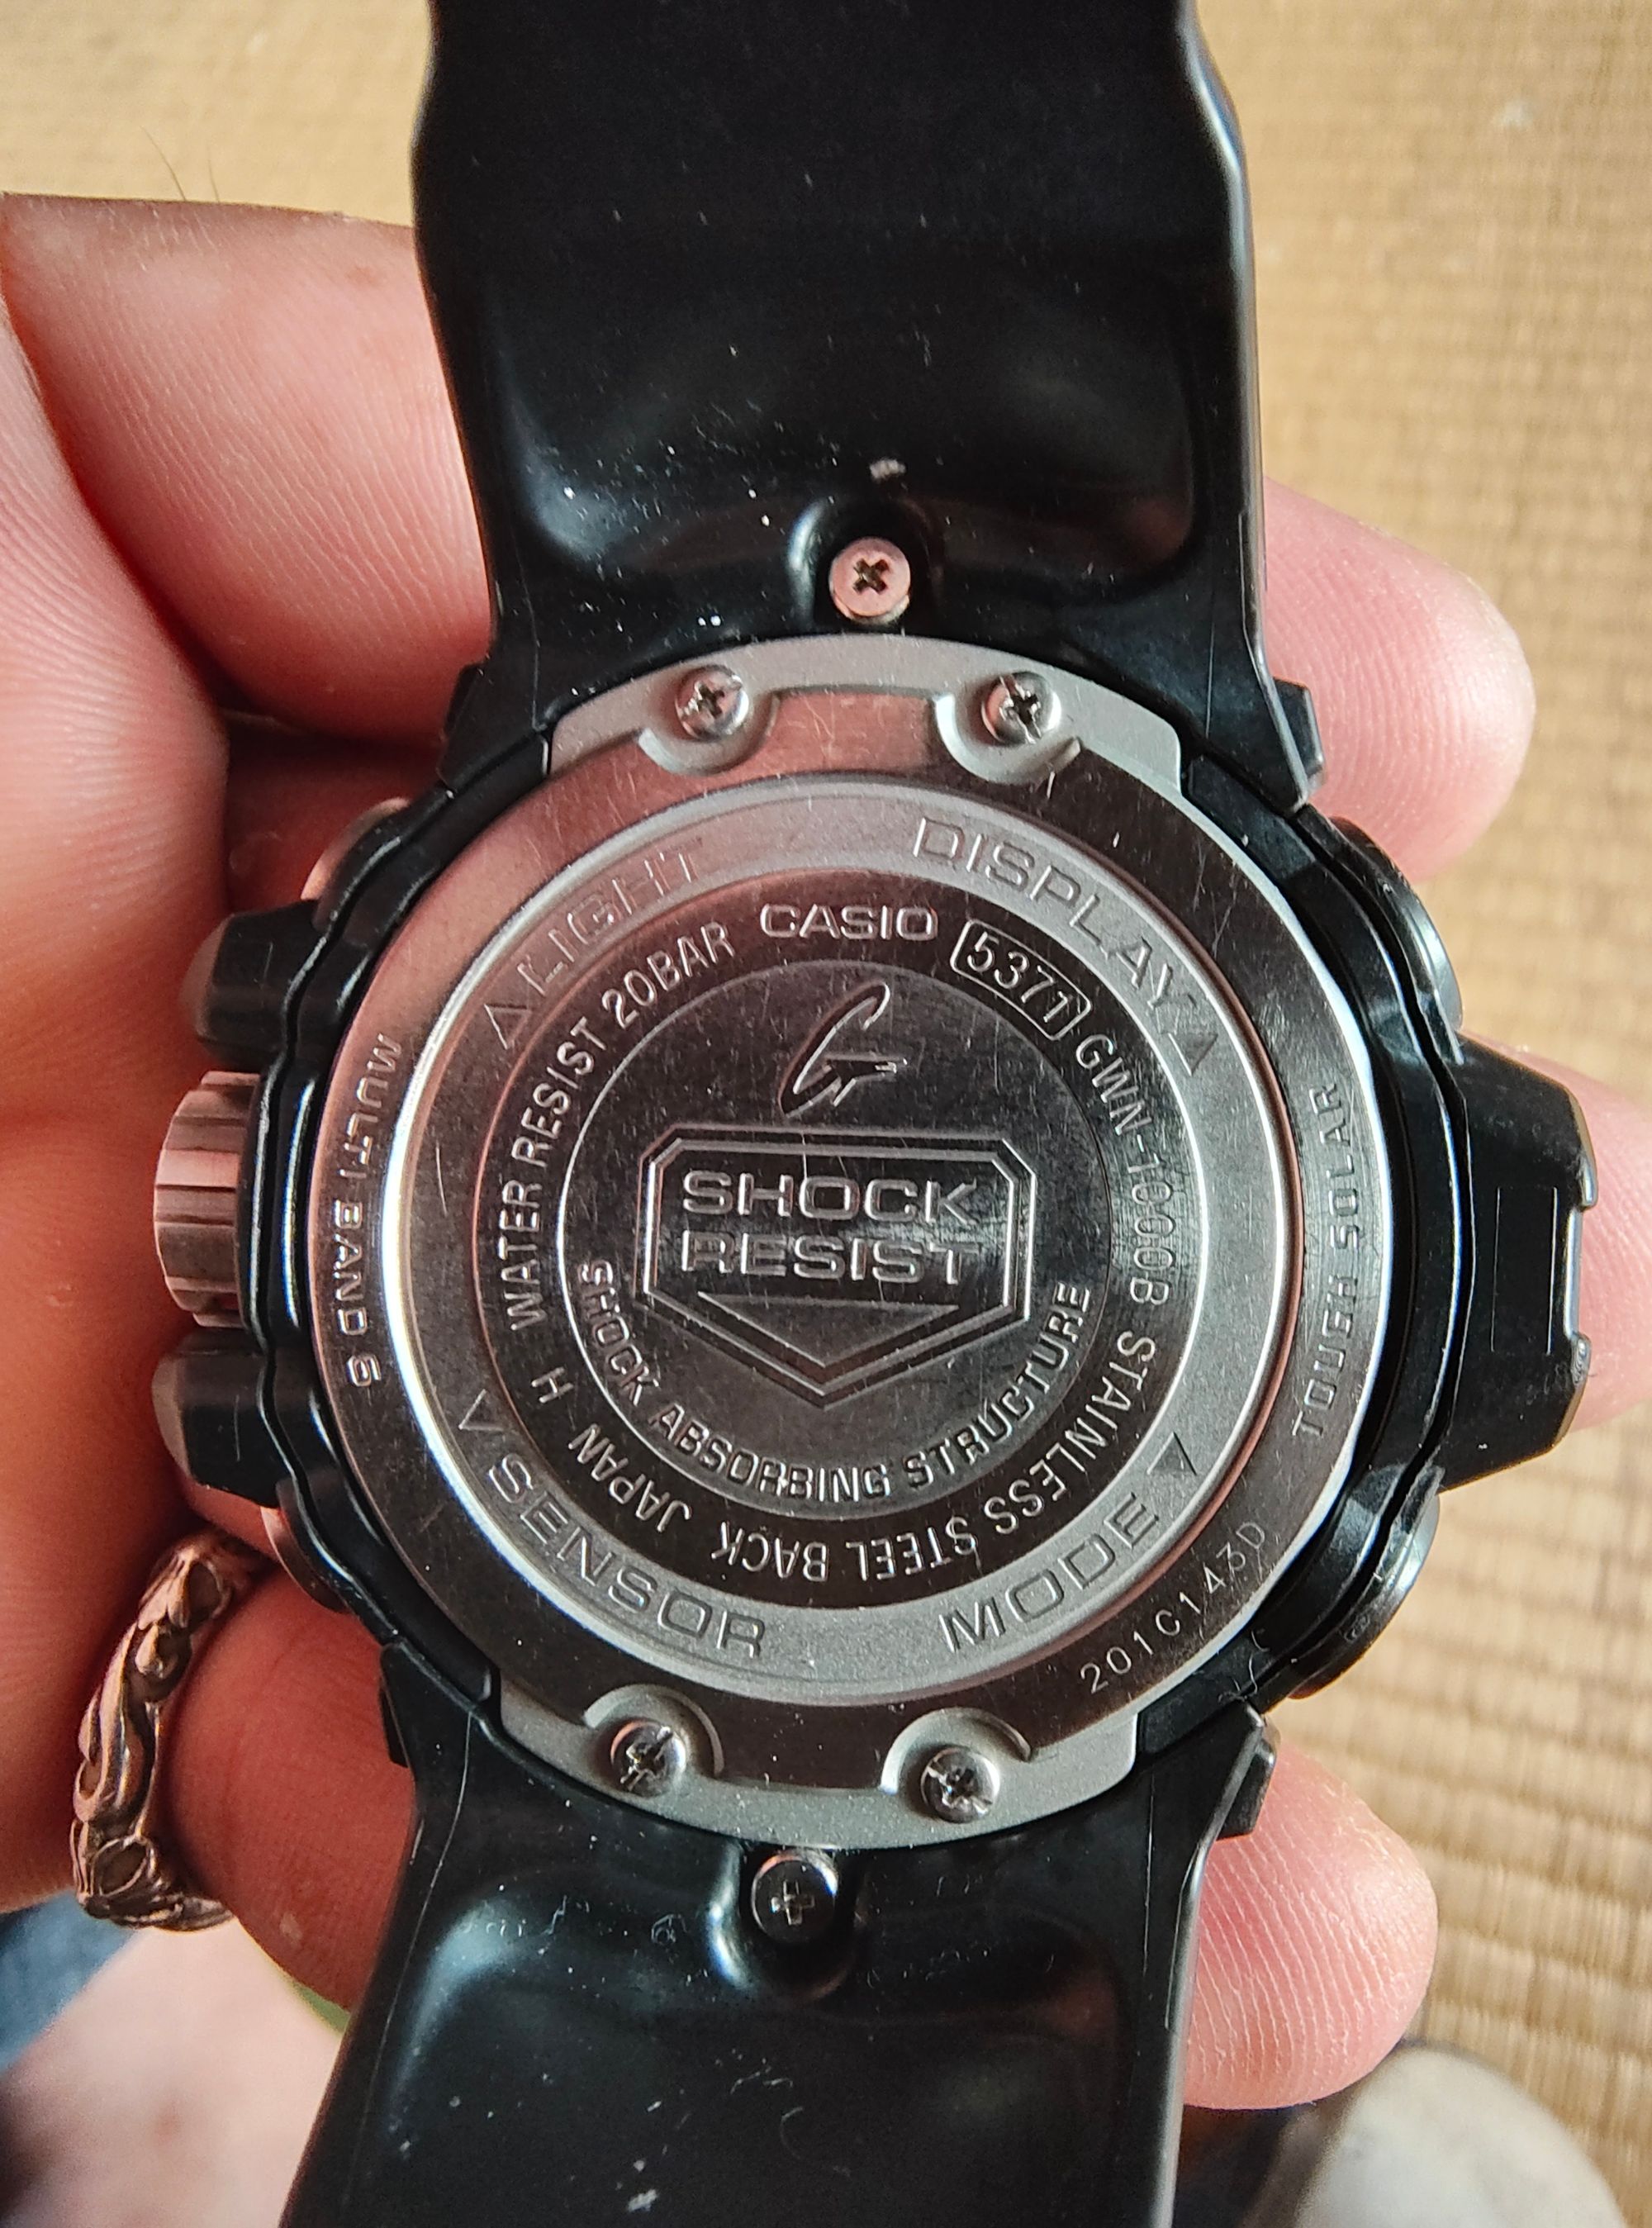 LIGHT
DISPLAY
MULTI BAND 6
TOUGH SOLAR
SENSOR
MODE
201C143D
WATER RESIST 20BAR
CASIO
5371
GWN-1000B
STAINLESS STEEL BACK
JAPAN H
G
SHOCK
RESIST
SHOCK ABSORBING STRUCTURE